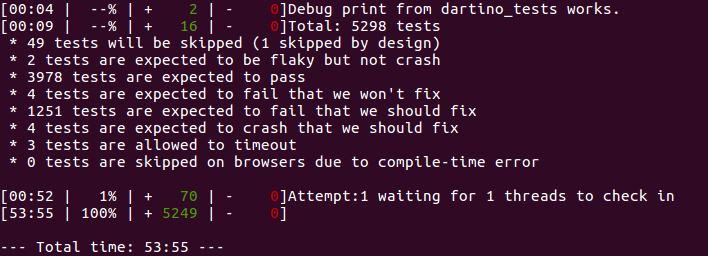 [00:04 |  --% | +    2 | -    0]Debug print from dartino_tests works.
[00:09 |  --% | +   16 | -    0]Total: 5298 tests
 * 49 tests will be skipped (1 skipped by design)
 * 2 tests are expected to be flaky but not crash
 * 3978 tests are expected to pass
 * 4 tests are expected to fail that we won't fix
 * 1251 tests are expected to fail that we should fix
 * 4 tests are expected to crash that we should fix
 * 3 tests are allowed to timeout
 * 0 tests are skipped on browsers due to compile-time error
[00:52 |   1% | +   70 | -    0]Attempt:1 waiting for 1 threads to check in
[53:55 | 100% | + 5249 | -    0]
--- Total time: 53:55 ---